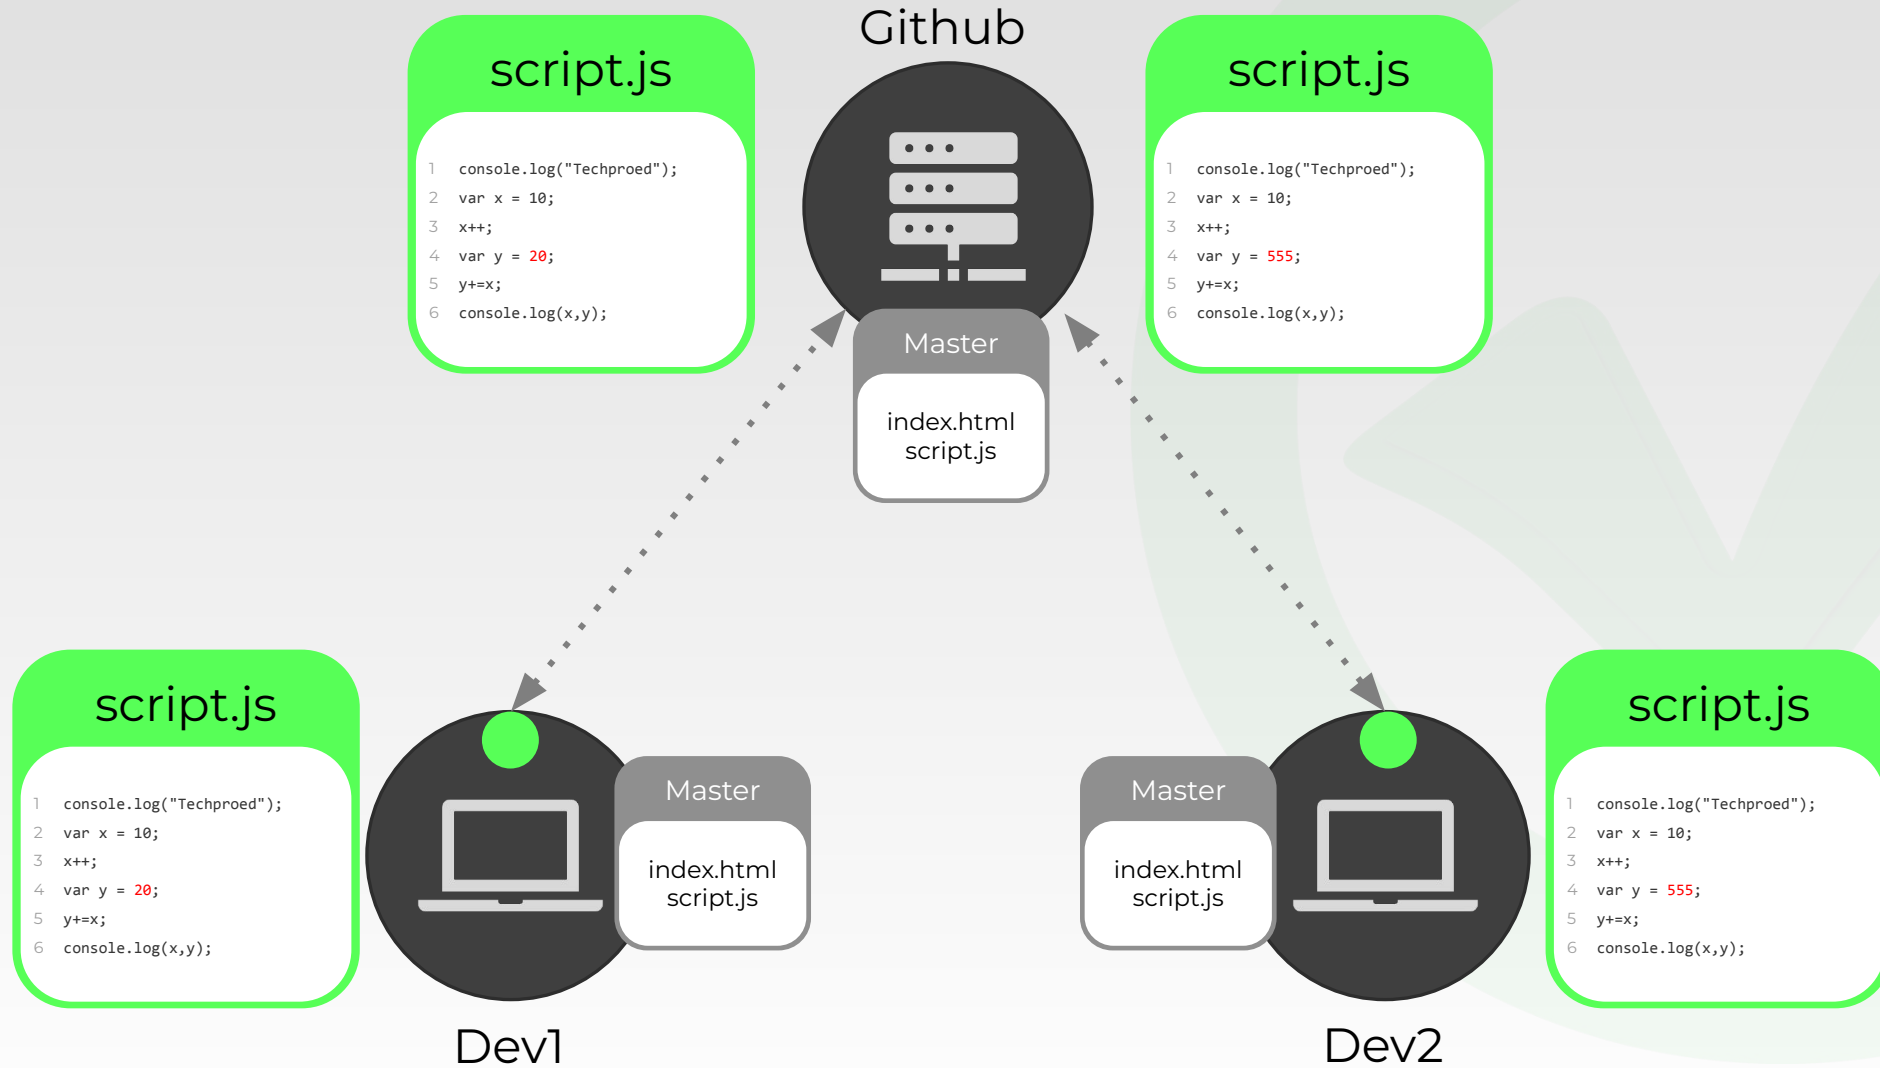 Github
script.js
1 console.log("Techproed");
2 var x = 10;
3 x++;
4 var y = 20;
5 y+=x;
6 console.log(x,y);
script.js
1 console.log("Techproed");
2 var x = 10;
3 x++;
4 var y = 555;
5 y+=x;
6 console.log(x,y);
Master
index.html
script.js
script.js
1 console.log("Techproed");
2 var x = 10;
3 x++;
4 var y = 20;
5 y+=x;
6 console.log(x,y);
Master
index.html
script.js
Dev1
Master
index.html
script.js
Dev2
script.js
1 console.log("Techproed");
2 var x = 10;
3 x++;
4 var y = 555;
5 y+=x;
6 console.log(x,y);